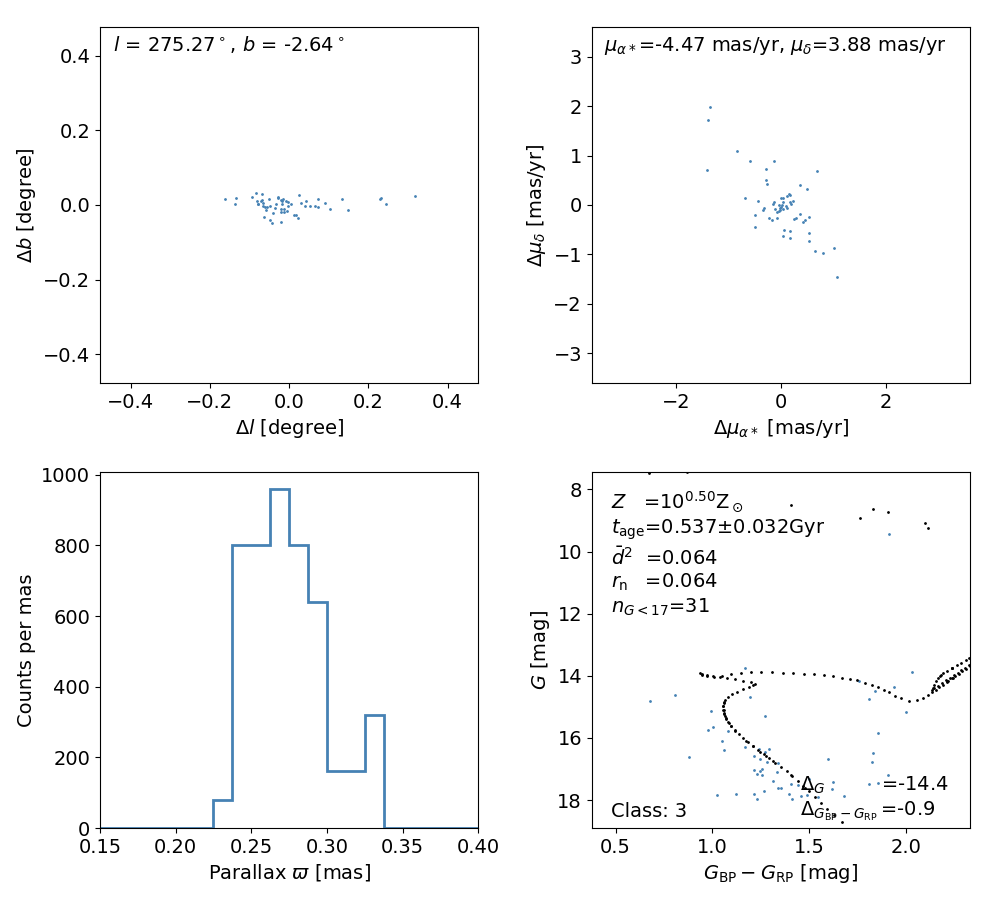 l = 275.27°, b = -2.64°
0.4
0.2
0.0
−0.2
−0.4
Δb [degree]
−0.4 −0.2 0.0 0.2 0.4
Δl [degree]
μα*=-4.47 mas/yr, μδ=3.88 mas/yr
3
2
1
0
−1
−2
−3
Δμδ [mas/yr]
−2 0 2
Δμα* [mas/yr]
1000
800
600
400
200
0
Counts per mas
0.15 0.20 0.25 0.30 0.35 0.40
Parallax ϖ [mas]
8
10
12
14
16
18
G [mag]
Z =10^0.50 Z⊙
t_age=0.537±0.032Gyr
d̄² =0.064
r_n =0.064
n_G<17=31
Δ_G =-14.4
Class: 3
Δ_G_BP−G_RP =-0.9
0.5 1.0 1.5 2.0
G_BP − G_RP [mag]